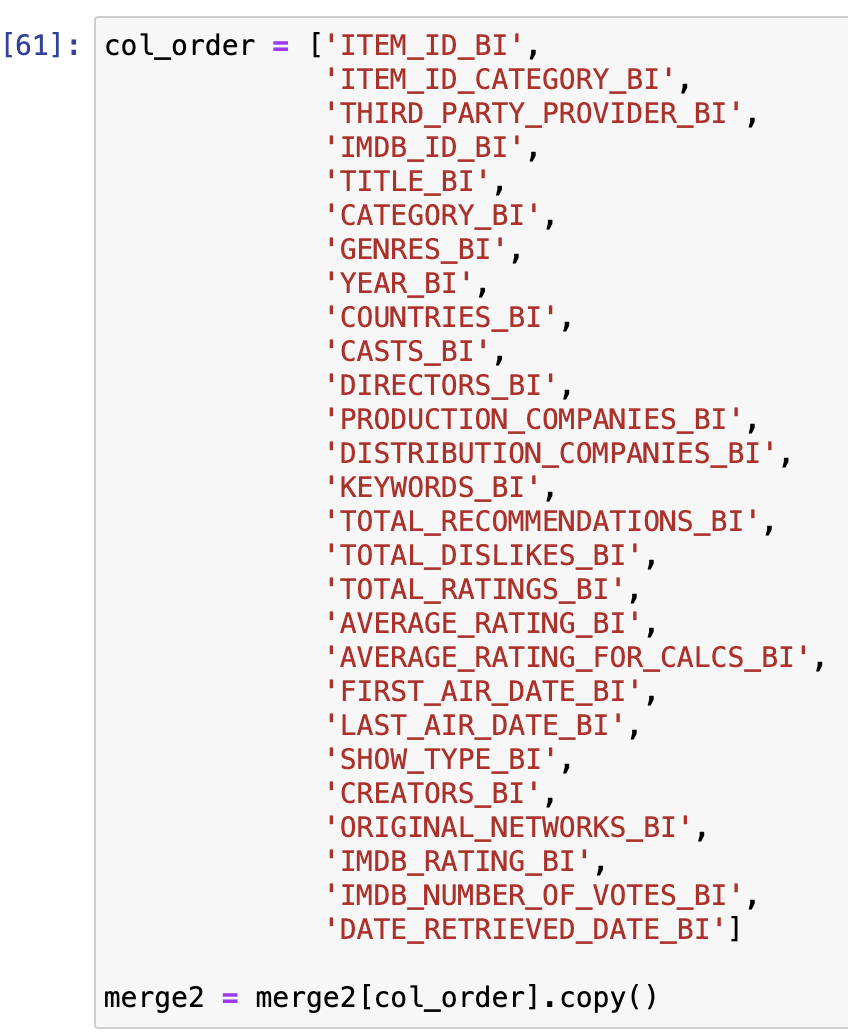 [61]: col_order = ['ITEM_ID_BI',
'ITEM_ID_CATEGORY_BI',
'THIRD_PARTY_PROVIDER_BI',
'IMDB_ID_BI',
'TITLE_BI',
'CATEGORY_BI',
'GENRES_BI',
'YEAR_BI',
'COUNTRIES_BI',
'CASTS_BI',
'DIRECTORS_BI',
'PRODUCTION_COMPANIES_BI',
'DISTRIBUTION_COMPANIES_BI',
'KEYWORDS_BI',
'TOTAL_RECOMMENDATIONS_BI',
'TOTAL_DISLIKES_BI',
'TOTAL_RATINGS_BI',
'AVERAGE_RATING_BI',
'AVERAGE_RATING_FOR_CALCS_BI',
'FIRST_AIR_DATE_BI',
'LAST_AIR_DATE_BI',
'SHOW_TYPE_BI',
'CREATORS_BI',
'ORIGINAL_NETWORKS_BI',
'IMDB_RATING_BI',
'IMDB_NUMBER_OF_VOTES_BI',
'DATE_RETRIEVED_DATE_BI']
merge2 = merge2[col_order].copy()